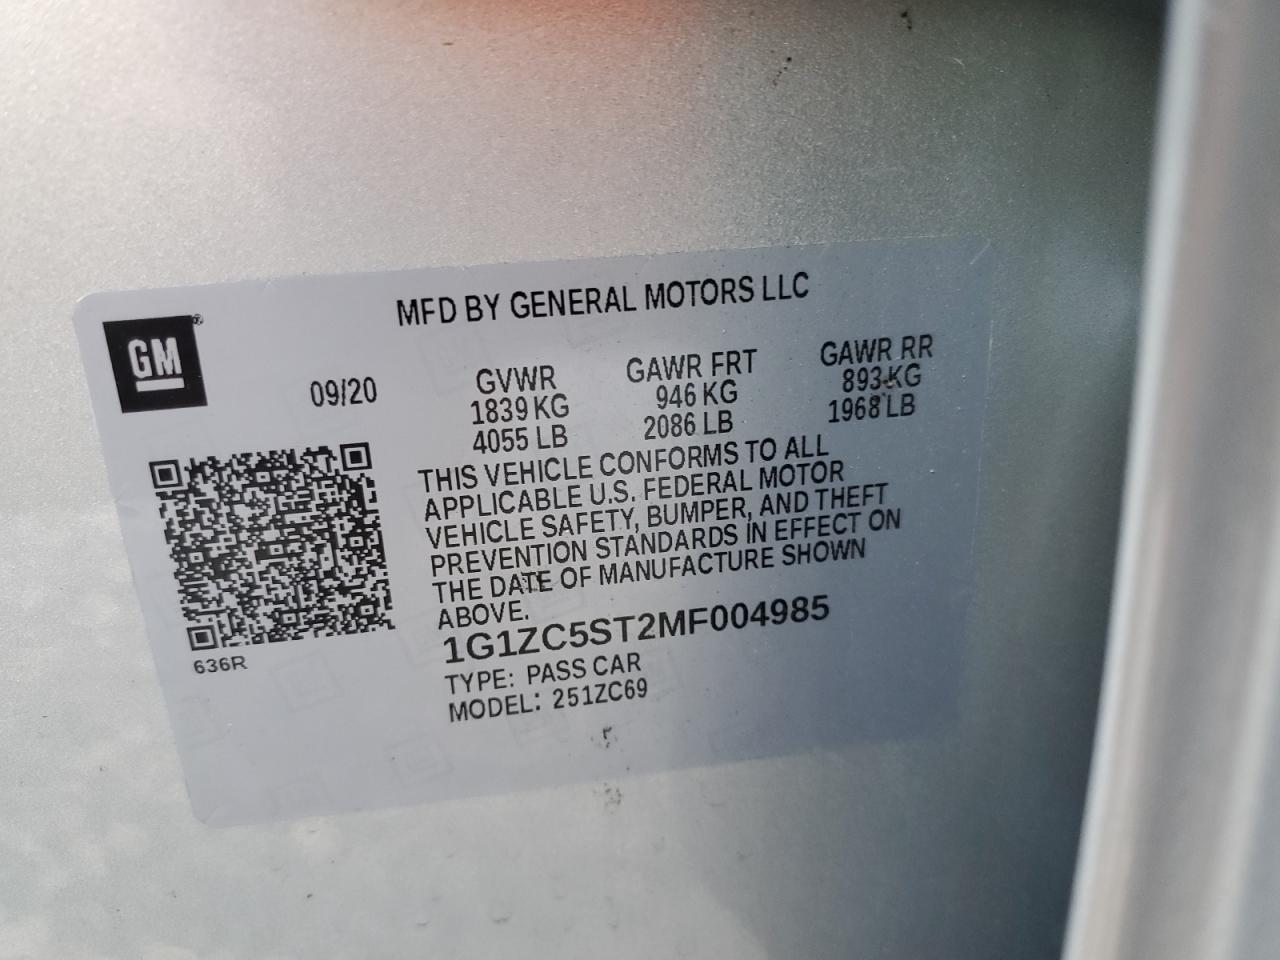 MFD BY GENERAL MOTORS LLC
GM®
09/20
GVWR
1839 KG
4055 LB
GAWR FRT
946 KG
2086 LB
GAWR RR
893 KG
1968 LB
THIS VEHICLE CONFORMS TO ALL
APPLICABLE U.S. FEDERAL MOTOR
VEHICLE SAFETY, BUMPER, AND THEFT
PREVENTION STANDARDS IN EFFECT ON
THE DATE OF MANUFACTURE SHOWN
ABOVE.
1G1ZC5ST2MF004985
TYPE: PASS CAR
MODEL: 251ZC69
636R